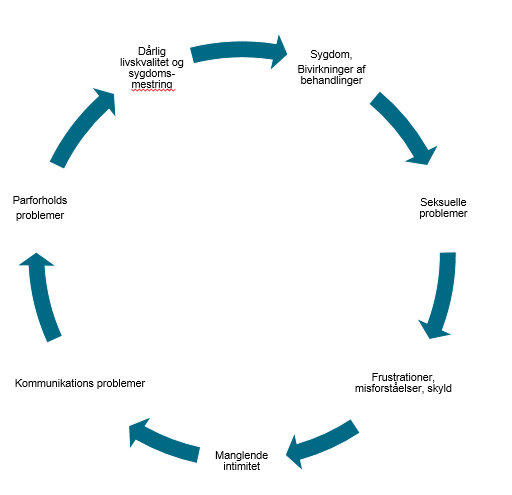 Dårlig
livskvalitet og
sygdoms-
mestring
Sygdom,
Bivirkninger af
behandlinger
Seksuelle
problemer
Frustrationer,
misforståelser, skyld
Manglende
intimitet
Kommunikations problemer
Parforholds
problemer